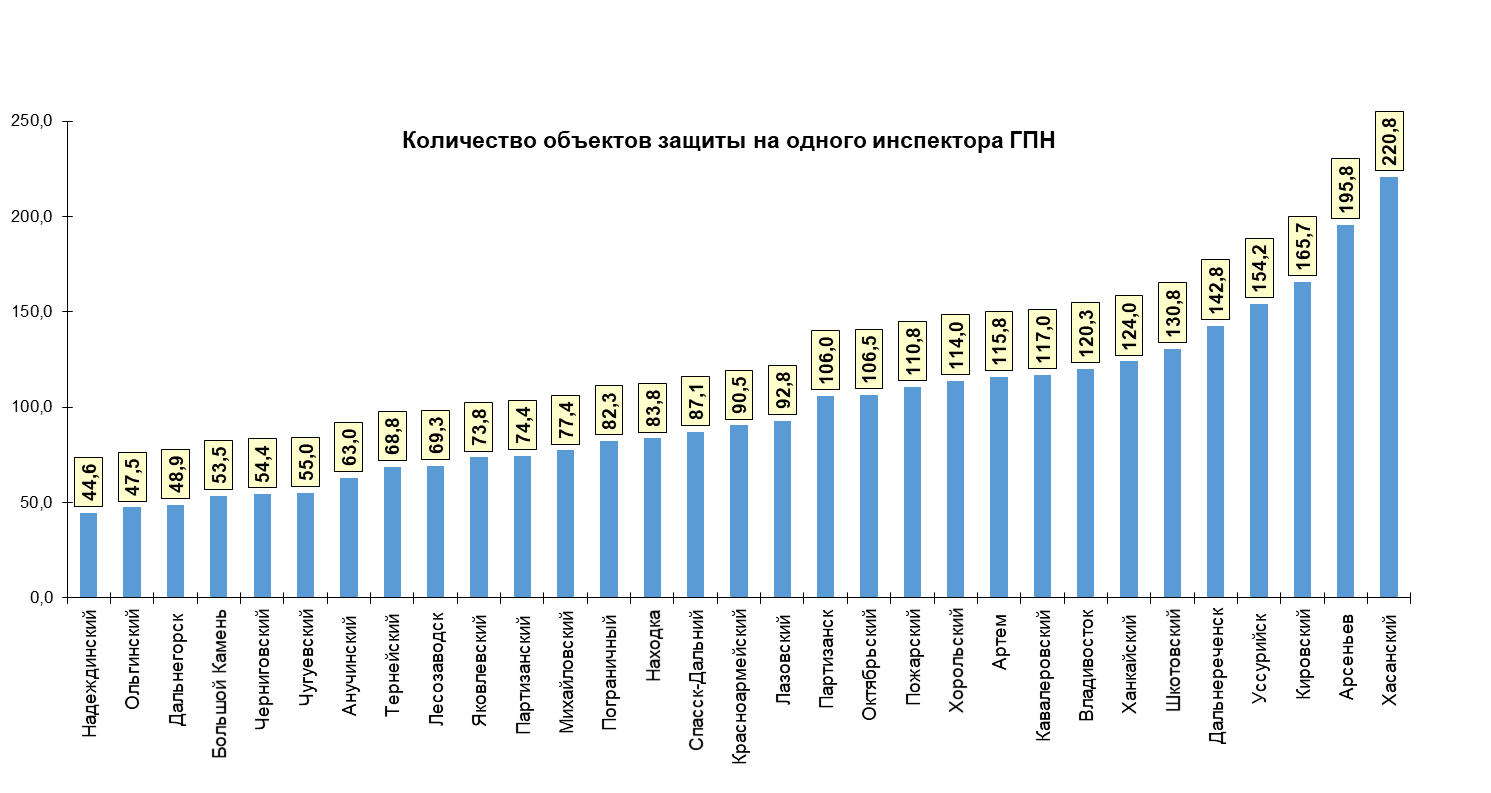 Количество объектов защиты на одного инспектора ГПН
250,0
200,0
150,0
100,0
50,0
0,0
44,6
47,5
48,9
53,5
54,4
55,0
63,0
68,8
69,3
73,8
74,4
77,4
82,3
83,8
87,1
90,5
92,8
106,0
106,5
110,8
114,0
115,8
117,0
120,3
124,0
130,8
142,8
154,2
165,7
195,8
220,8
Надеждинский
Ольгинский
Дальнегорск
Большой Камень
Черниговский
Чугуевский
Анучинский
Тернейский
Лесозаводск
Яковлевский
Партизанский
Михайловский
Пограничный
Находка
Спасск-Дальний
Красноармейский
Лазовский
Партизанск
Октябрьский
Пожарский
Хорольский
Артем
Кавалеровский
Владивосток
Ханкайский
Шкотовский
Дальнереченск
Уссурийск
Кировский
Арсеньев
Хасанский